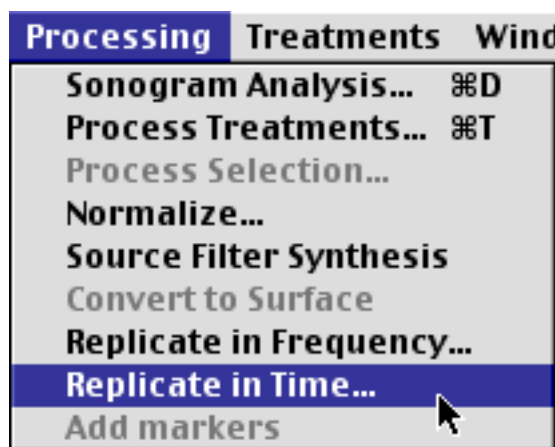 Processing Treatments Wind
Sonogram Analysis... ⌘D
Process Treatments... ⌘T
Process Selection...
Normalize...
Source Filter Synthesis
Convert to Surface
Replicate in Frequency...
Replicate in Time...
Add markers